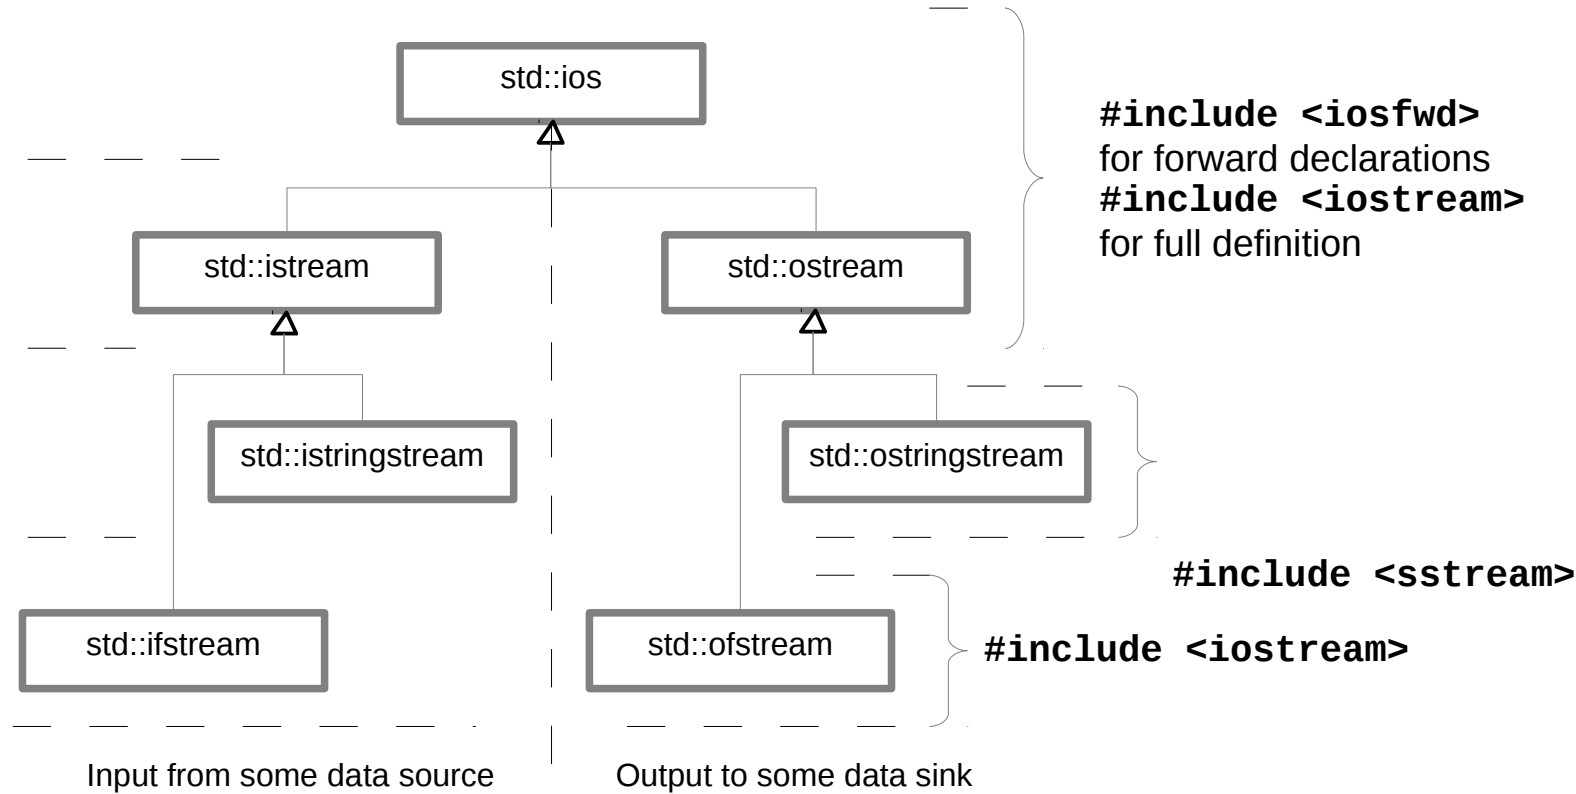 std::ios
#include <iosfwd>
for forward declarations
#include <iostream>
for full definition
std::istream
std::ostream
std::istringstream
std::ostringstream
#include <sstream>
std::ifstream
std::ofstream
#include <iostream>
Input from some data source
Output to some data sink